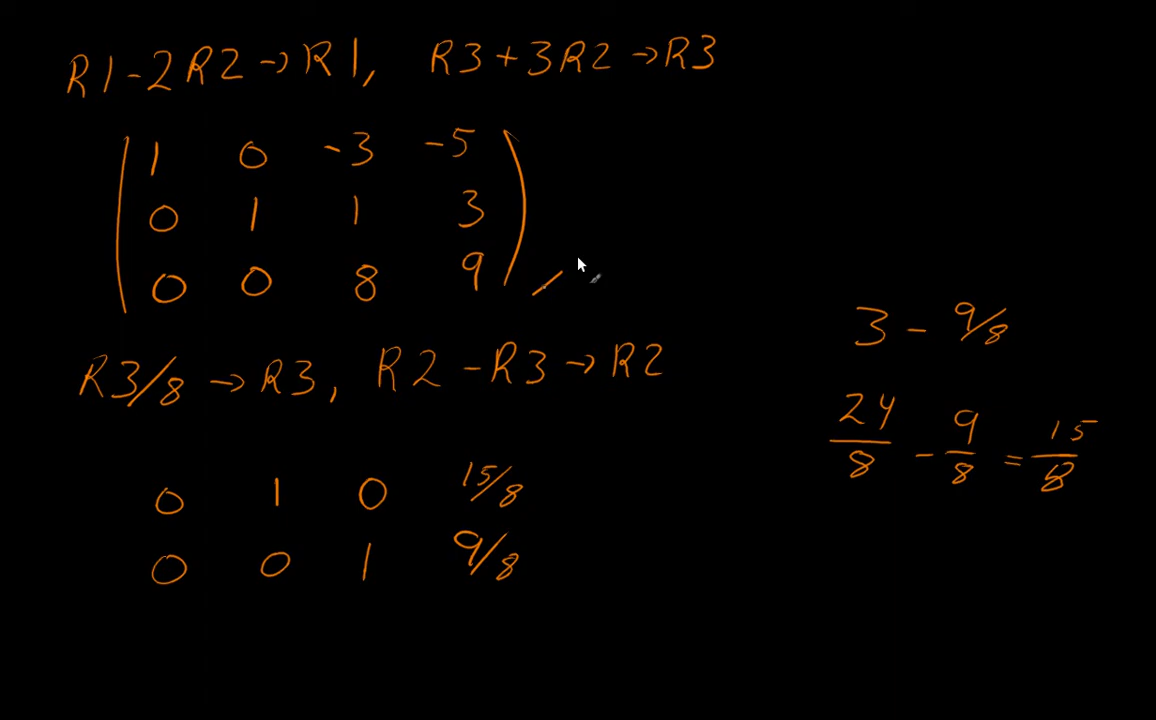 R1-2R2→R1, R3+3R2→R3
1 0 -3 -5
0 1 1 3
0 0 8 9
3 - 9/8
R3/8 →R3, R2 -R3→R2
24/8 - 9/8 = 15/8
0 1 0 15/8
0 0 1 9/8